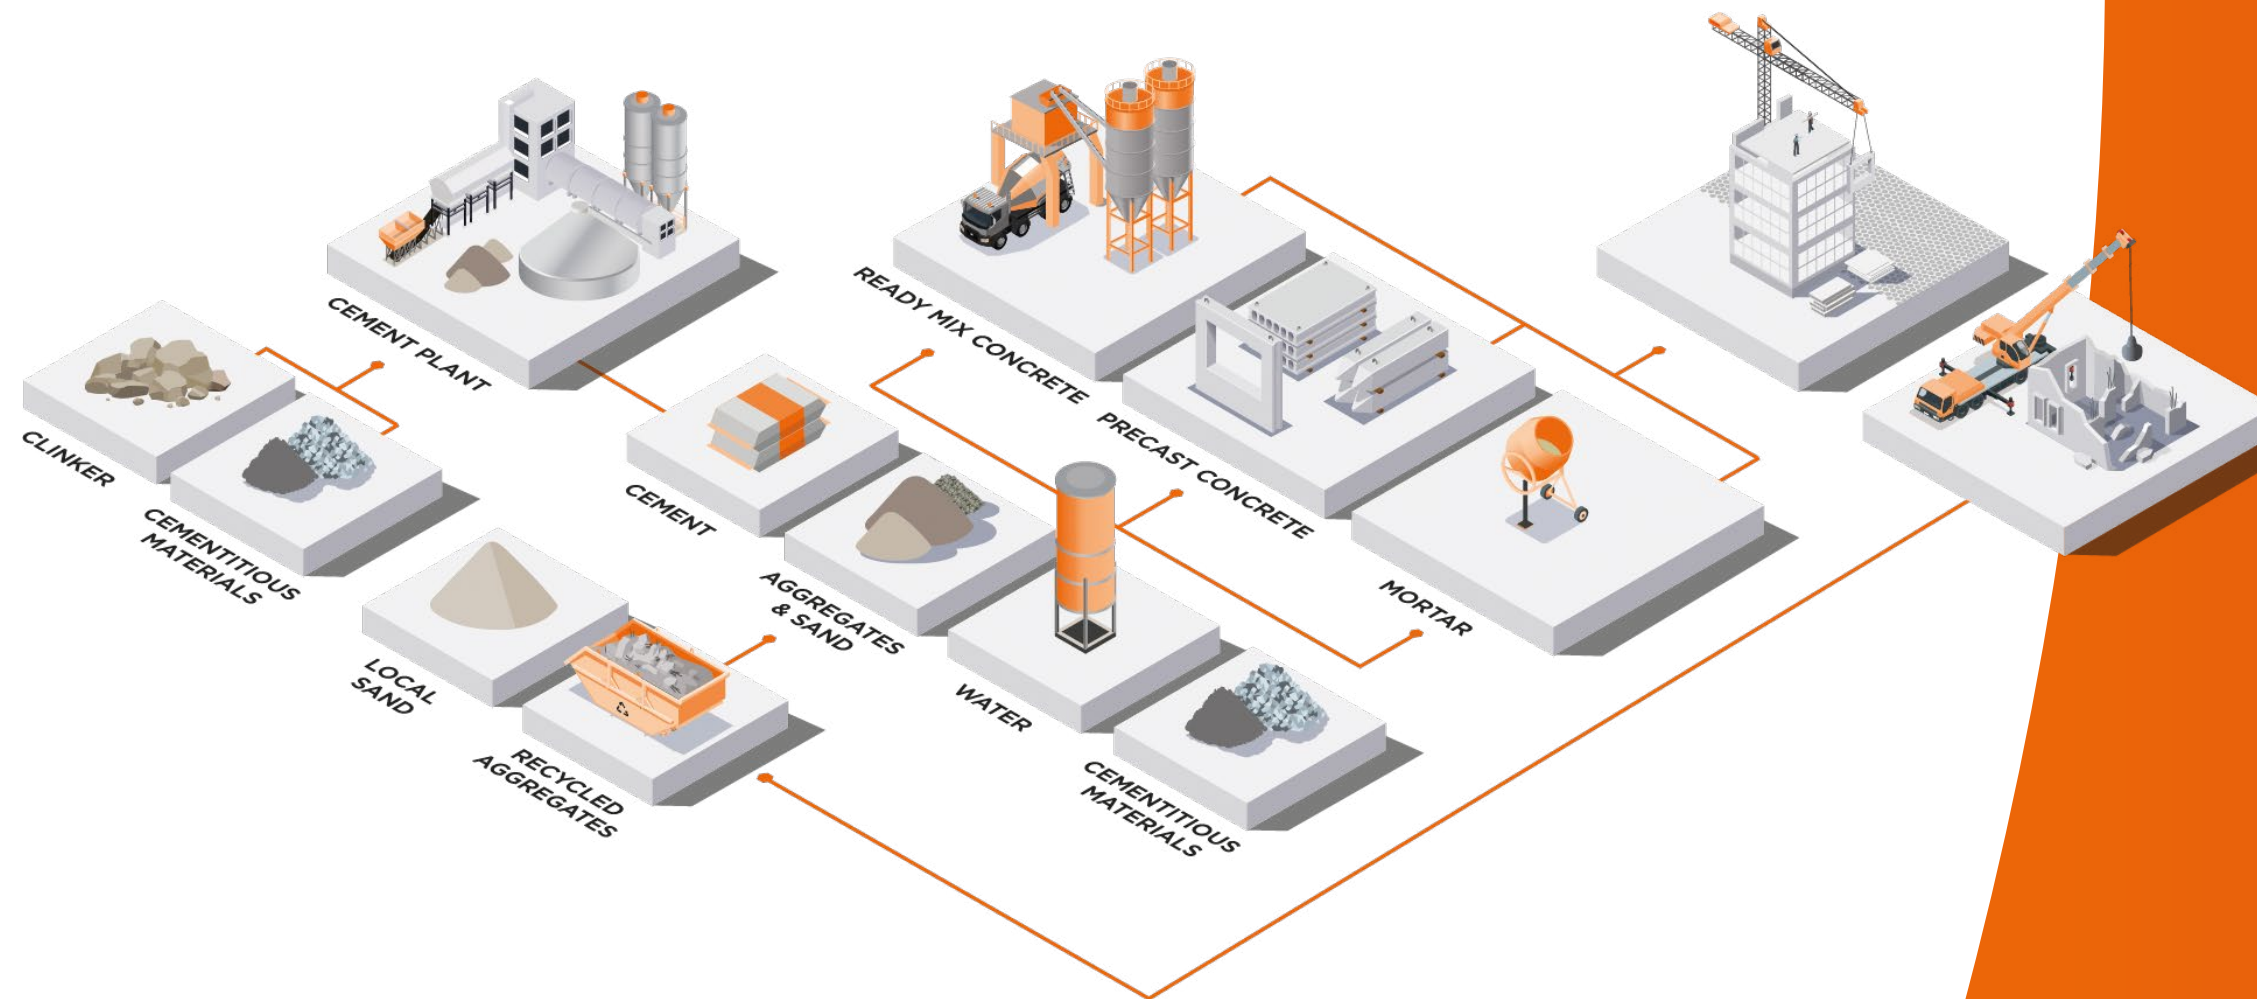 CEMENT PLANT
READY MIX CONCRETE
PRECAST CONCRETE
MORTAR
CLINKER
CEMENTITIOUS
MATERIALS
CEMENT
AGGREGATES
& SAND
WATER
CEMENTITIOUS
MATERIALS
LOCAL
SAND
RECYCLED
AGGREGATES